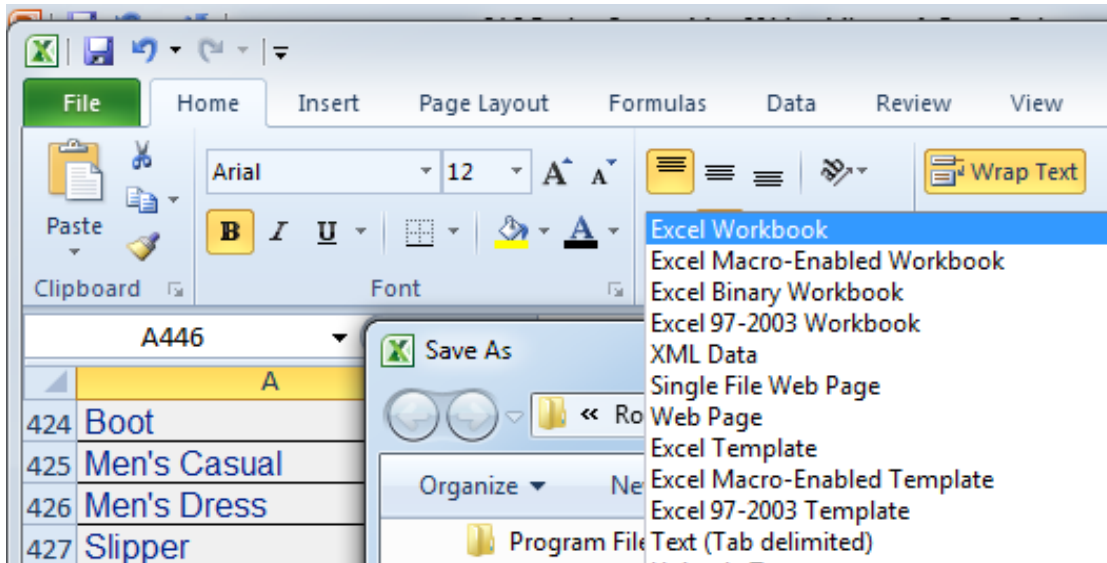 File Home Insert Page Layout Formulas Data Review View
Arial 12 A A Wrap Text
Paste B I U A
Clipboard Font
Excel Workbook
Excel Macro-Enabled Workbook
Excel Binary Workbook
Excel 97-2003 Workbook
XML Data
Single File Web Page
Web Page
Excel Template
Excel Macro-Enabled Template
Excel 97-2003 Template
Text (Tab delimited)
A446
Save As
A
« Ro
424 Boot
425 Men's Casual
426 Men's Dress
427 Slipper
Organize Ne
Program File